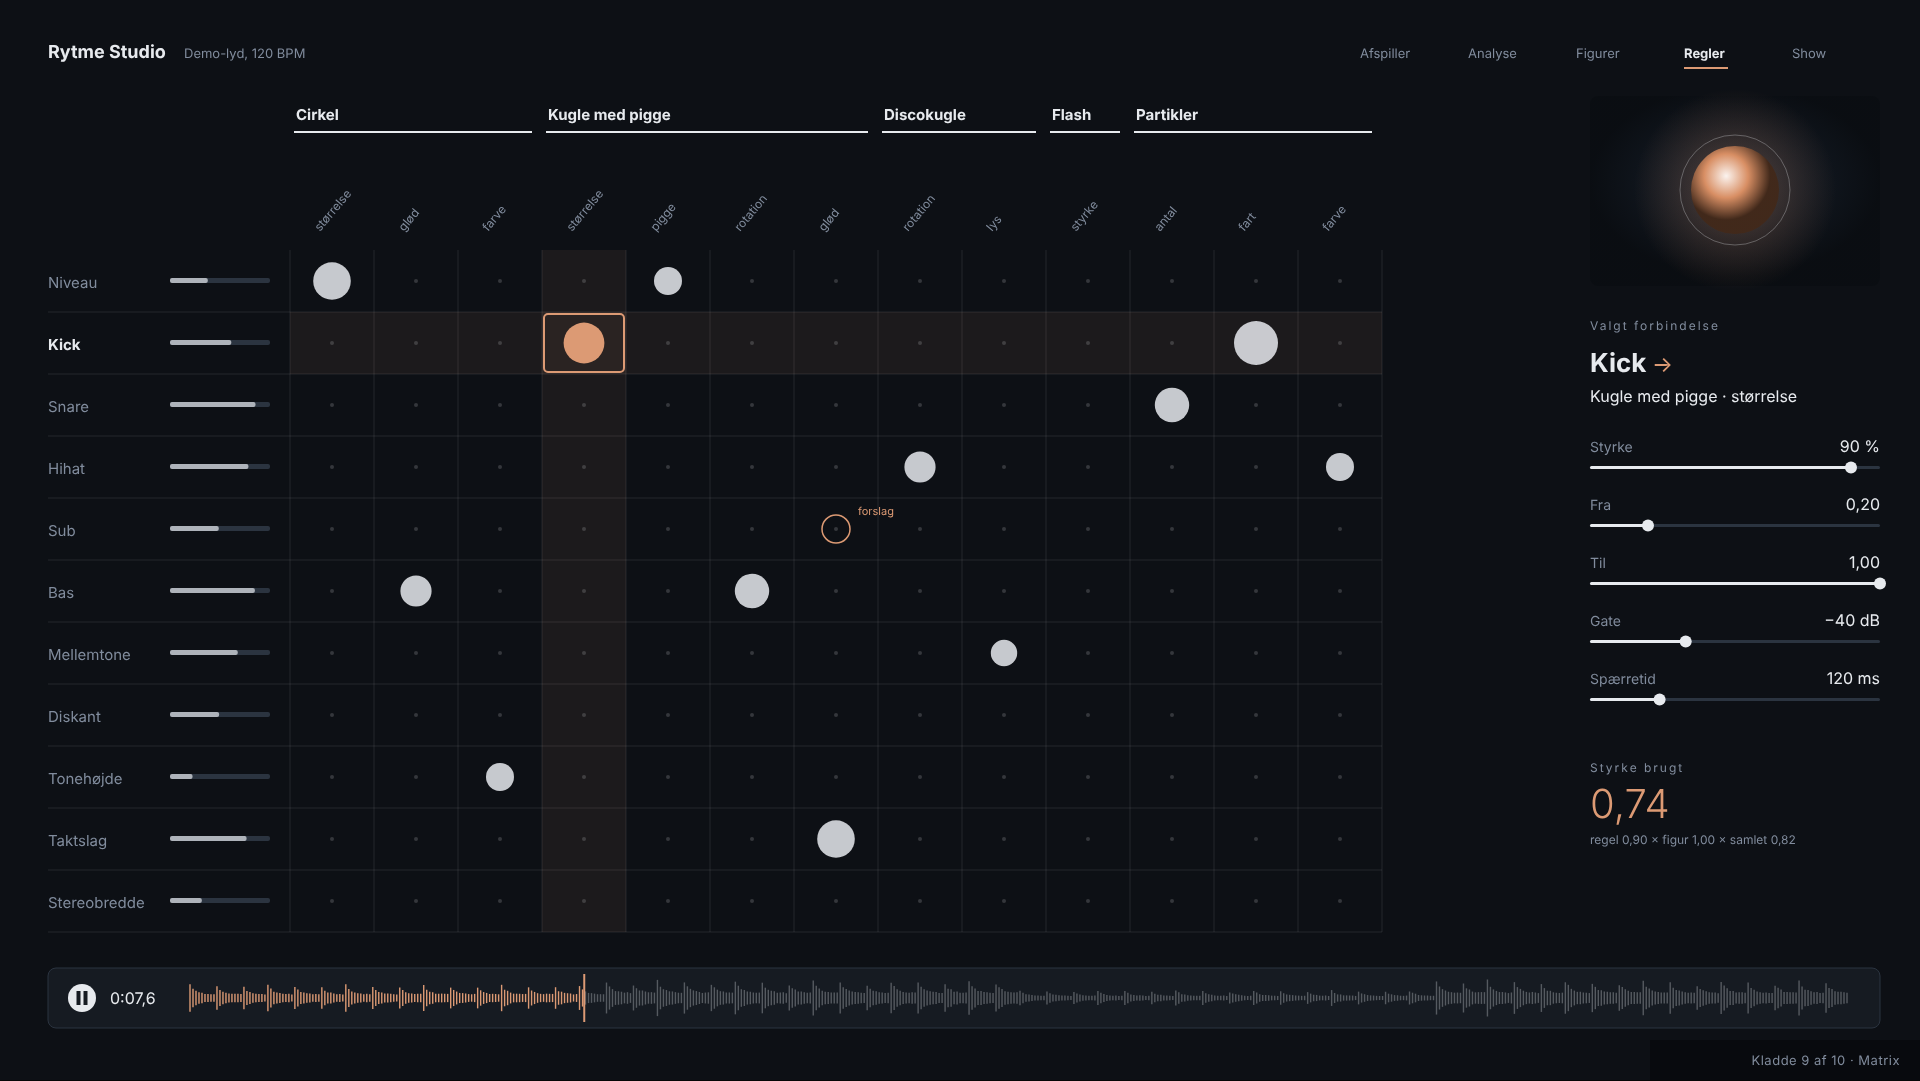 Rytme Studio
Demo-lyd, 120 BPM
Afspiller
Analyse
Figurer
Regler
Show
Cirkel
Kugle med pigge
Discokugle
Flash
Partikler
størrelse
glød
farve
størrelse
pigge
rotation
glød
rotation
lys
styrke
antal
fart
farve
Niveau
Kick
Snare
Hihat
Sub
forslag
Bas
Mellemtone
Diskant
Tonehøjde
Taktslag
Stereobredde
Valgt forbindelse
Kick →
Kugle med pigge · størrelse
Styrke 90 %
Fra 0,20
Til 1,00
Gate −40 dB
Spærretid 120 ms
Styrke brugt
0,74
regel 0,90 × figur 1,00 × samlet 0,82
0:07,6
Kladde 9 af 10 · Matrix